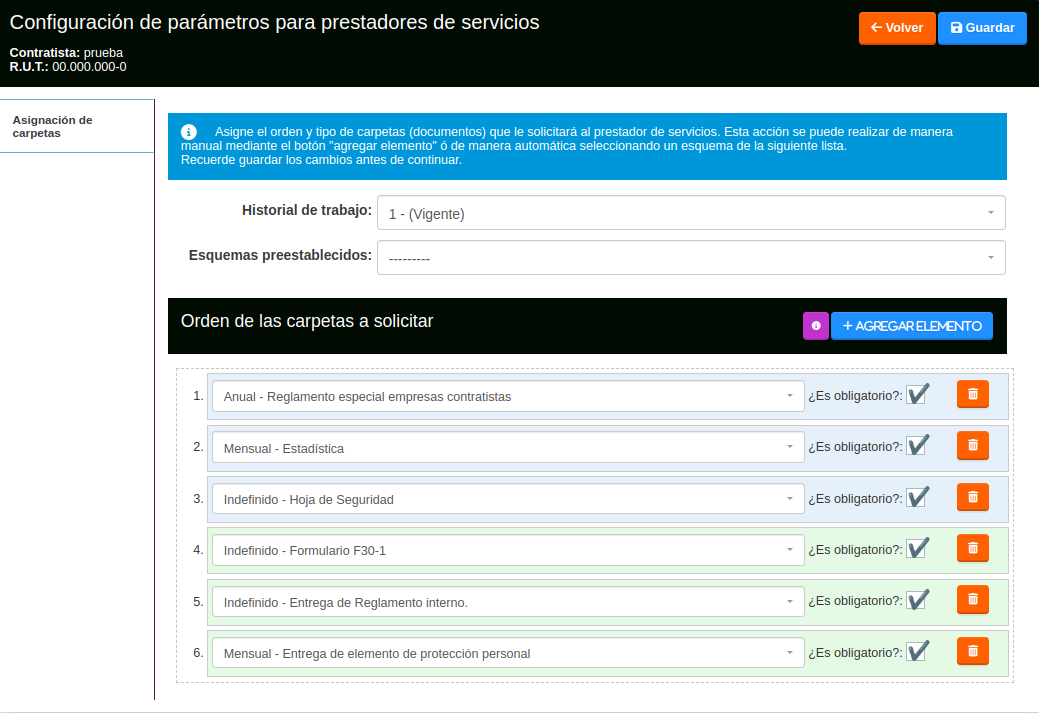 Configuración de parámetros para prestadores de servicios
Volver
Guardar
Contratista: prueba
R.U.T.: 00.000.000-0
Asignación de
carpetas
Asigne el orden y tipo de carpetas (documentos) que le solicitará al prestador de servicios. Esta acción se puede realizar de manera
manual mediante el botón "agregar elemento" ó de manera automática seleccionando un esquema de la siguiente lista.
Recuerde guardar los cambios antes de continuar.
Historial de trabajo: 1 - (Vigente)
Esquemas preestablecidos: ---------
Orden de las carpetas a solicitar
+ AGREGAR ELEMENTO
1. Anual - Reglamento especial empresas contratistas ¿Es obligatorio?:
2. Mensual - Estadística ¿Es obligatorio?:
3. Indefinido - Hoja de Seguridad ¿Es obligatorio?:
4. Indefinido - Formulario F30-1 ¿Es obligatorio?:
5. Indefinido - Entrega de Reglamento interno. ¿Es obligatorio?:
6. Mensual - Entrega de elemento de protección personal ¿Es obligatorio?: